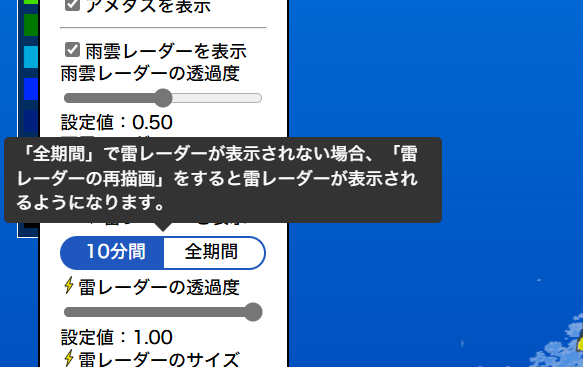 アメダスを表示
雨雲レーダーを表示
雨雲レーダーの透過度
設定値：0.50
「全期間」で雷レーダーが表示されない場合、「雷
レーダーの再描画」をすると雷レーダーが表示され
るようになります。
10分間 全期間
雷レーダーの透過度
設定値：1.00
雷レーダーのサイズ